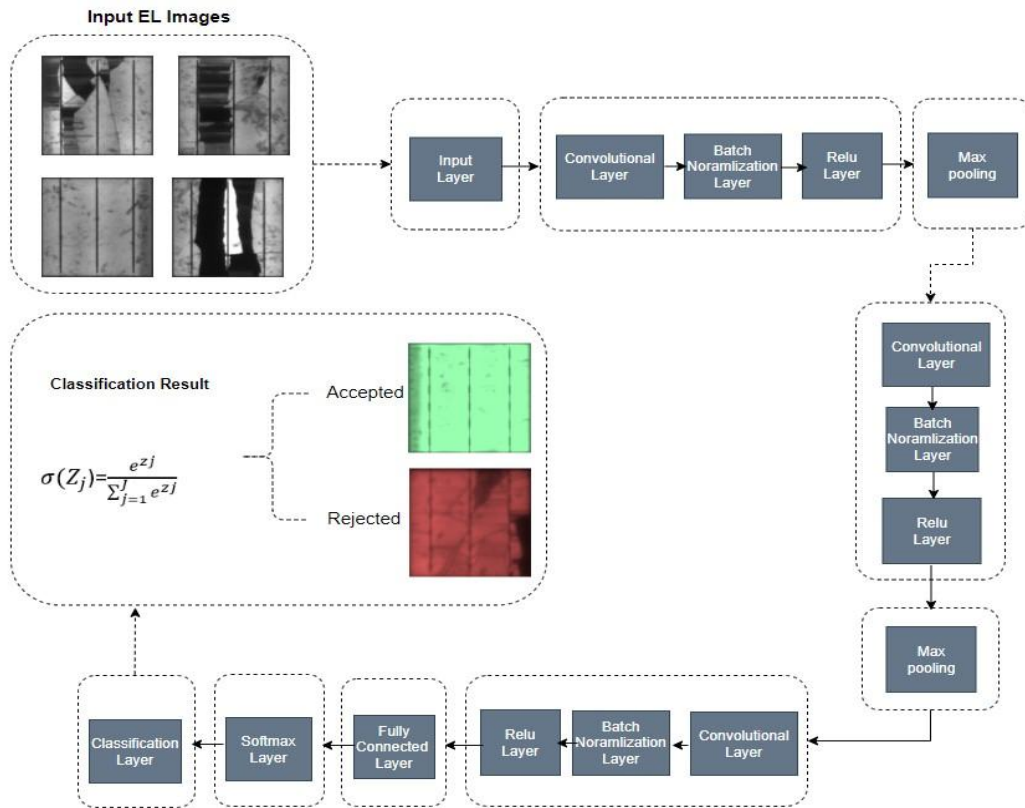 Input EL Images
Input
Layer
Convolutional
Layer
Batch
Noramlization
Layer
Relu
Layer
Max
pooling
Convolutional
Layer
Batch
Noramlization
Layer
Relu
Layer
Max
pooling
Convolutional
Layer
Batch
Noramlization
Layer
Relu
Layer
Fully
Connected
Layer
Softmax
Layer
Classification
Layer
Classification Result
σ(Z_j)=e^{zj}/∑_{j=1}^{J} e^{zj}
Accepted
Rejected